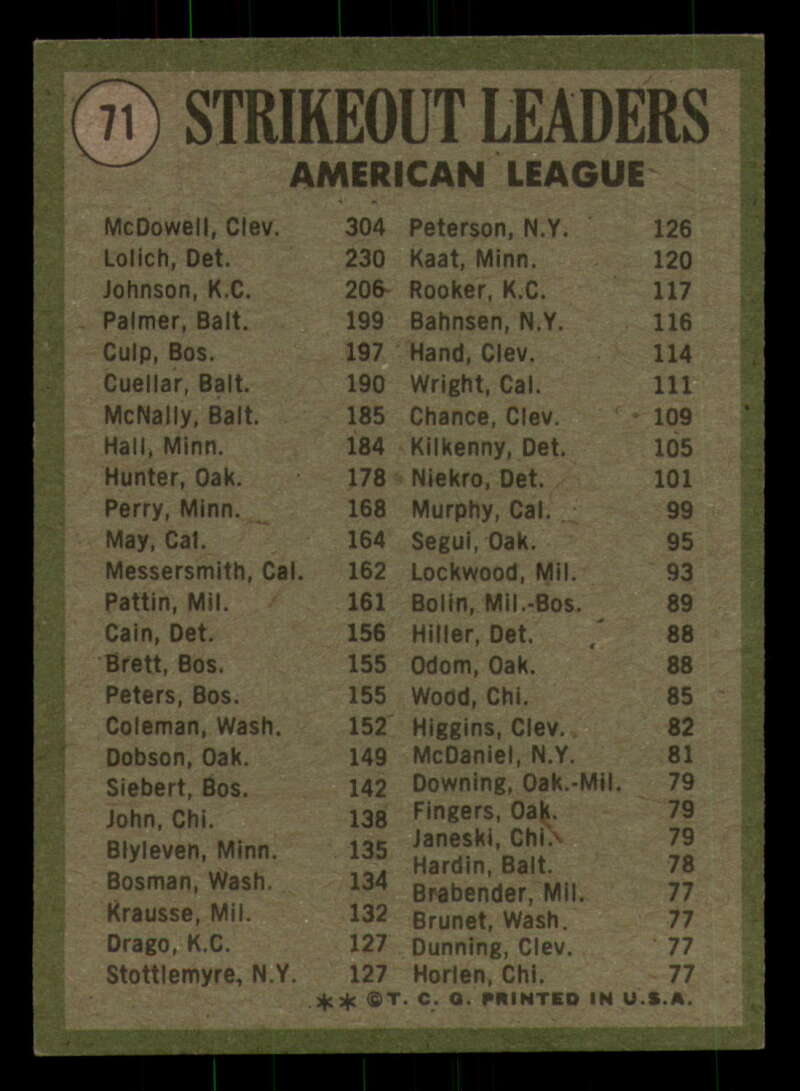 71 STRIKEOUT LEADERS
AMERICAN LEAGUE
McDowell, Clev. 304
Lolich, Det. 230
Johnson, K.C. 206
Palmer, Balt. 199
Culp, Bos. 197
Cuellar, Balt. 190
McNally, Balt. 185
Hall, Minn. 184
Hunter, Oak. 178
Perry, Minn. 168
May, Cal. 164
Messersmith, Cal. 162
Pattin, Mil. 161
Cain, Det. 156
Brett, Bos. 155
Peters, Bos. 155
Coleman, Wash. 152
Dobson, Oak. 149
Siebert, Bos. 142
John, Chi. 138
Blyleven, Minn. 135
Bosman, Wash. 134
Krausse, Mil. 132
Drago, K.C. 127
Stottlemyre, N.Y. 127
Peterson, N.Y. 126
Kaat, Minn. 120
Rooker, K.C. 117
Bahnsen, N.Y. 116
Hand, Clev. 114
Wright, Cal. 111
Chance, Clev. 109
Kilkenny, Det. 105
Niekro, Det. 101
Murphy, Cal. 99
Segui, Oak. 95
Lockwood, Mil. 93
Bolin, Mil.-Bos. 89
Hiller, Det. 88
Odom, Oak. 88
Wood, Chi. 85
Higgins, Clev. 82
McDaniel, N.Y. 81
Downing, Oak.-Mil. 79
Fingers, Oak. 79
Janeski, Chi. 79
Hardin, Balt. 78
Brabender, Mil. 77
Brunet, Wash. 77
Dunning, Clev. 77
Horlen, Chi. 77
** ©T. C. G. PRINTED IN U.S.A.